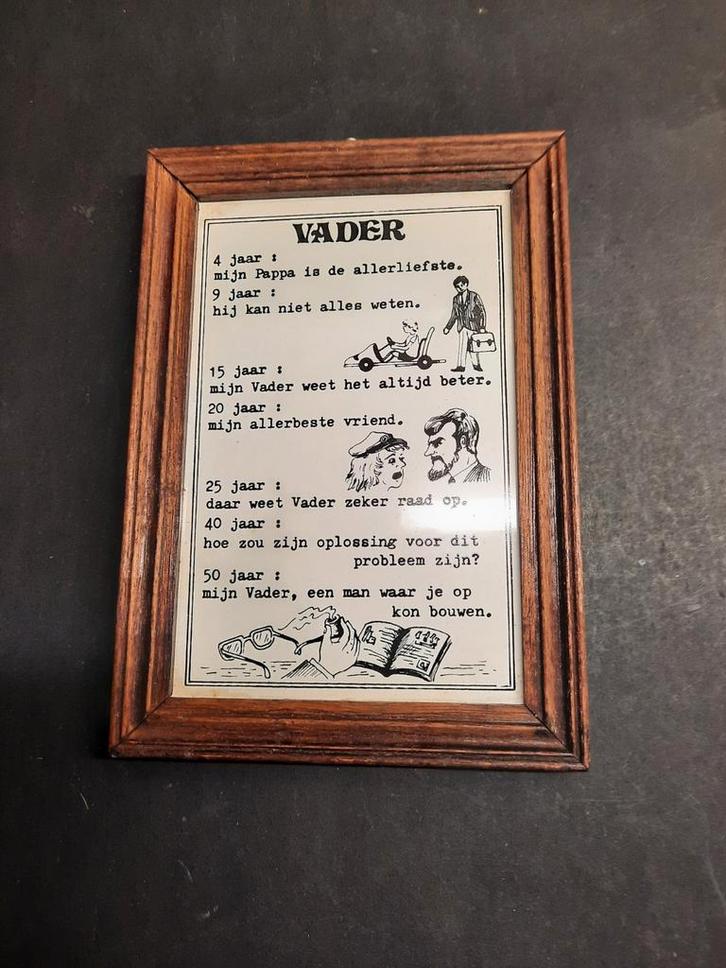 VADER
4 jaar :
mijn Pappa is de allerliefste.
9 jaar :
hij kan niet alles weten.
15 jaar :
mijn Vader weet het altijd beter.
20 jaar :
mijn allerbeste vriend.
25 jaar :
daar weet Vader zeker raad op.
40 jaar :
hoe zou zijn oplossing voor dit
probleem zijn?
50 jaar :
mijn Vader, een man waar je op
kon bouwen.